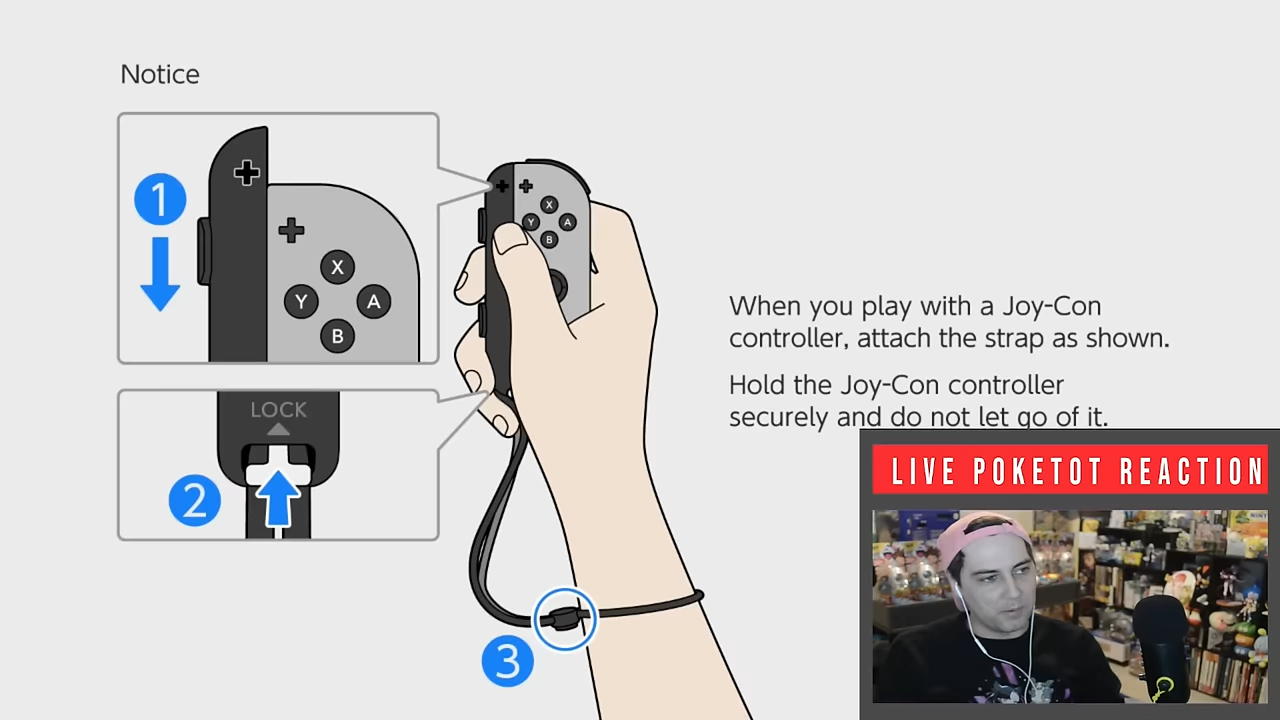 Notice
1
X
Y
A
B
X
Y
A
B
When you play with a Joy-Con
controller, attach the strap as shown.
Hold the Joy-Con controller
securely and do not let go of it.
LOCK
2
LIVE POKETOT REACTION
3